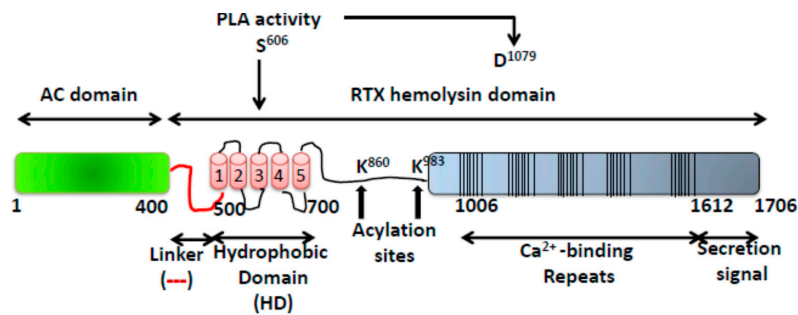 PLA activity
S606
D1079
AC domain
RTX hemolysin domain
1 2 3 4 5
K860
K983
1 400 500 700 1006 1612 1706
Linker
(---)
Hydrophobic
Domain
(HD)
Acylation
sites
Ca2+ -binding
Repeats
Secretion
signal